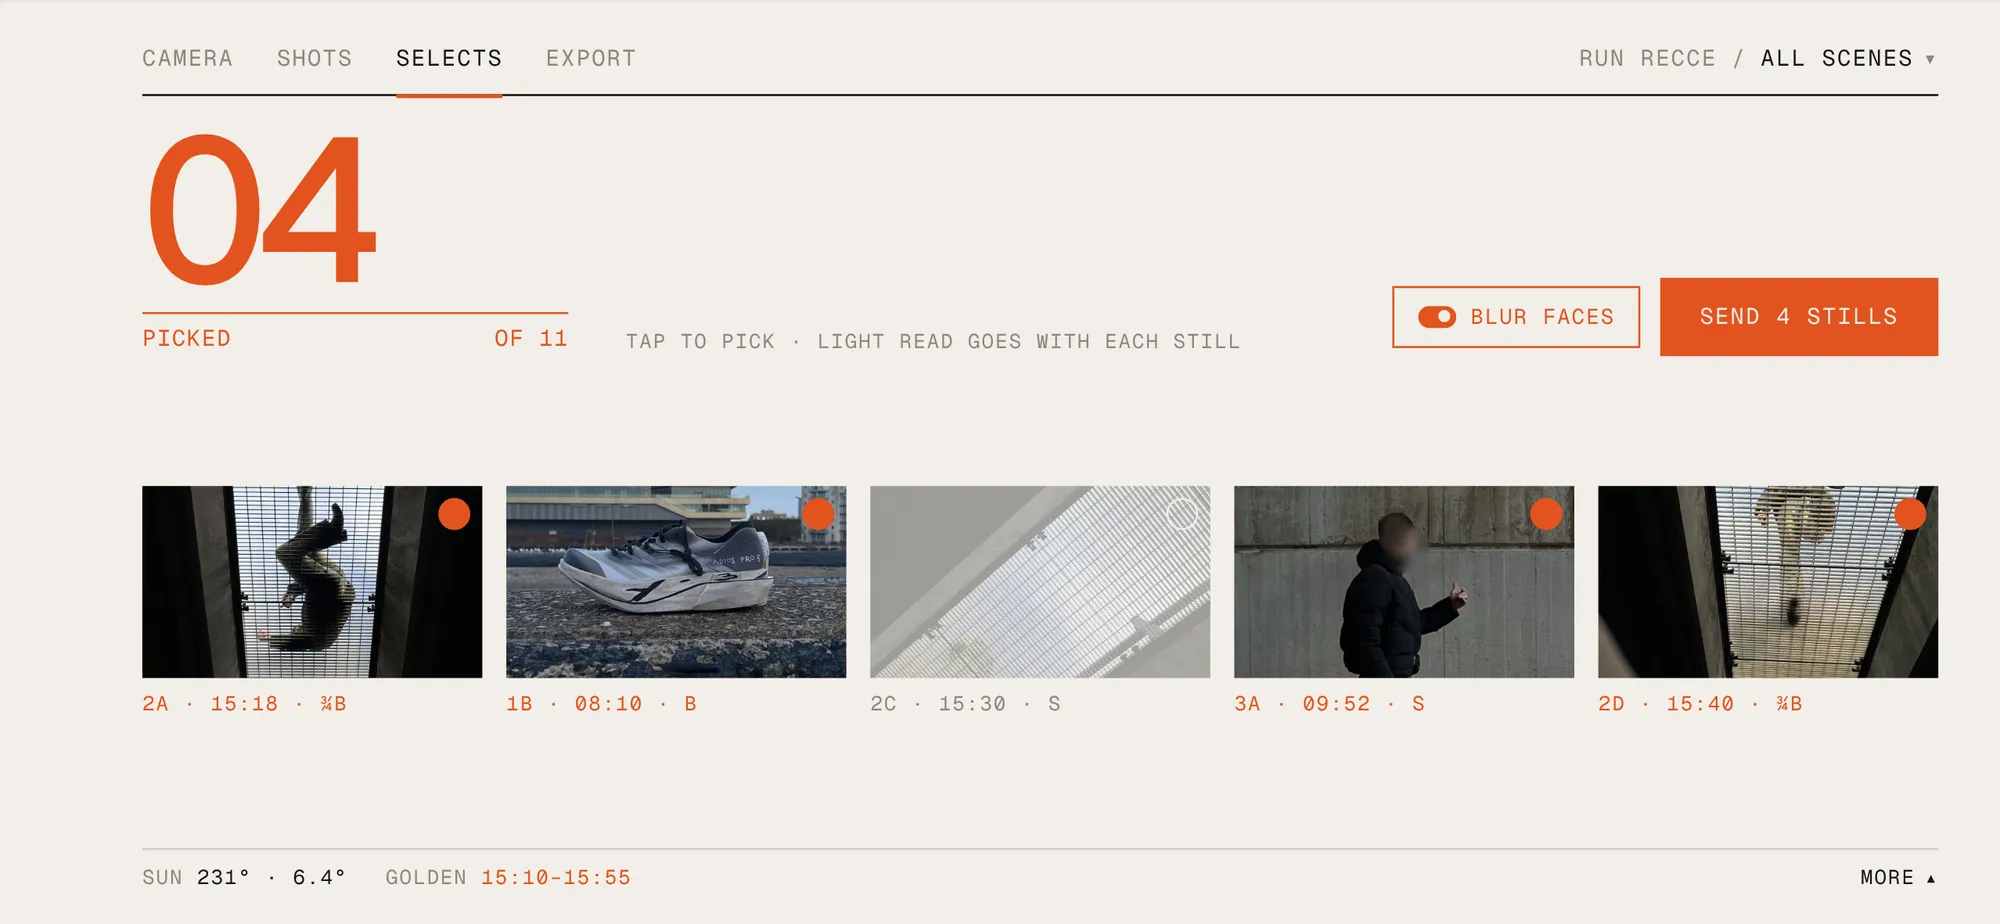 CAMERA SHOTS SELECTS EXPORT RUN RECCE / ALL SCENES ▼
04
PICKED OF 11
TAP TO PICK · LIGHT READ GOES WITH EACH STILL
BLUR FACES
SEND 4 STILLS
ADIOS PRO
2A · 15:18 · ¾B
1B · 08:10 · B
2C · 15:30 · S
3A · 09:52 · S
2D · 15:40 · ¾B
SUN 231° · 6.4° GOLDEN 15:10–15:55 MORE ▲